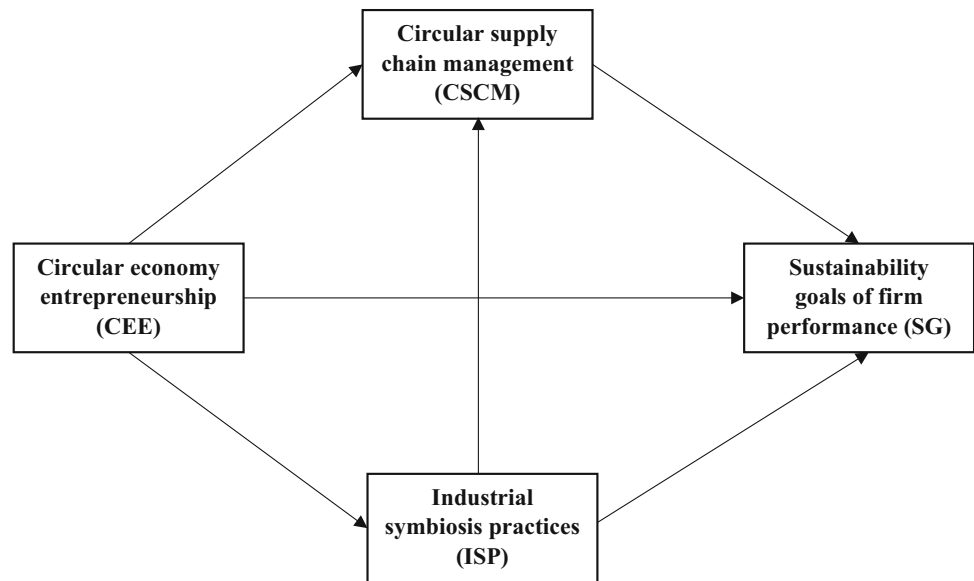 Circular supply
chain management
(CSCM)
Circular economy
entrepreneurship
(CEE)
Sustainability
goals of firm
performance (SG)
Industrial
symbiosis practices
(ISP)